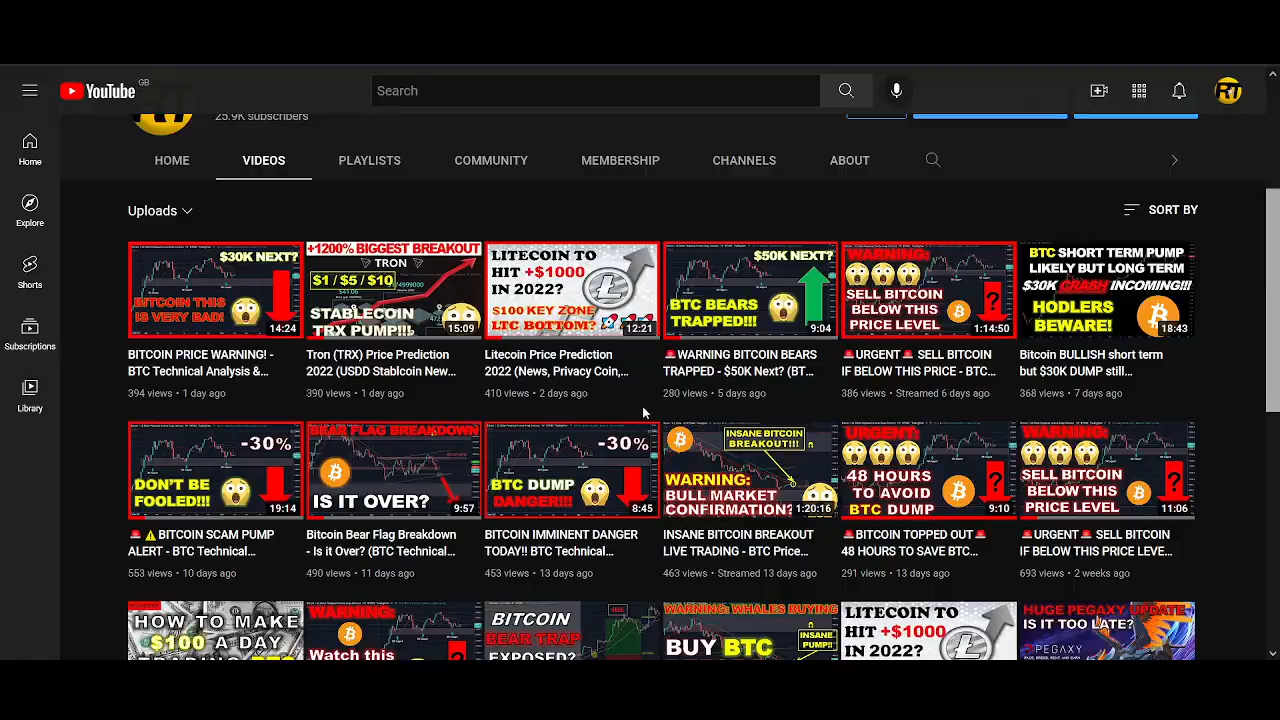 YouTube GB
Search
RT
25.9K subscribers
Home
Explore
Shorts
Subscriptions
Library
HOME VIDEOS PLAYLISTS COMMUNITY MEMBERSHIP CHANNELS ABOUT
Uploads
SORT BY
$30K NEXT?
BITCOIN THIS
IS VERY BAD!
14:24
BITCOIN PRICE WARNING! -
BTC Technical Analysis &...
394 views • 1 day ago
+1200% BIGGEST BREAKOUT
TRON
$1 / $5 / $10
STABLECOIN
TRX PUMP!!!
15:09
Tron (TRX) Price Prediction
2022 (USDD Stablcoin New...
390 views • 1 day ago
LITECOIN TO
HIT +$1000
IN 2022?
$100 KEY ZONE
LTC BOTTOM?
12:21
Litecoin Price Prediction
2022 (News, Privacy Coin,...
410 views • 2 days ago
$50K NEXT?
BTC BEARS
TRAPPED!!!
9:04
🚨WARNING BITCOIN BEARS
TRAPPED - $50K Next? (BT...
280 views • 5 days ago
WARNING:
SELL BITCOIN
BELOW THIS
PRICE LEVEL
?
1:14:50
🚨URGENT🚨 SELL BITCOIN
IF BELOW THIS PRICE - BTC...
386 views • Streamed 6 days ago
BTC SHORT TERM PUMP
LIKELY BUT LONG TERM
$30K CRASH INCOMING!!!
HODLERS
BEWARE!
18:43
Bitcoin BULLISH short term
but $30K DUMP still...
368 views • 7 days ago
-30%
DON'T BE
FOOLED!!!
19:14
🚨⚠️BITCOIN SCAM PUMP
ALERT - BTC Technical...
553 views • 10 days ago
BEAR FLAG BREAKDOWN
IS IT OVER?
9:57
Bitcoin Bear Flag Breakdown
- Is it Over? (BTC Technical...
490 views • 11 days ago
-30%
BTC DUMP
DANGER!!!
8:45
BITCOIN IMMINENT DANGER
TODAY!! BTC Technical...
453 views • 13 days ago
INSANE BITCOIN
BREAKOUT!!!
WARNING:
BULL MARKET
CONFIRMATION?
1:20:16
INSANE BITCOIN BREAKOUT
LIVE TRADING - BTC Price...
463 views • Streamed 13 days ago
URGENT:
48 HOURS
TO AVOID
BTC DUMP
?
9:10
🚨BITCOIN TOPPED OUT🚨
48 HOURS TO SAVE BTC...
291 views • 13 days ago
WARNING:
SELL BITCOIN
BELOW THIS
PRICE LEVEL
?
11:06
🚨URGENT🚨 SELL BITCOIN
IF BELOW THIS PRICE LEVE...
693 views • 2 weeks ago
HOW TO MAKE
$100 A DAY
TRADING BTC
WARNING:
Watch this
?
BITCOIN
BEAR TRAP
EXPOSED?
SELL
WARNING: WHALES BUYING
BUY BTC
INSANE
PUMP!!
LITECOIN TO
HIT +$1000
IN 2022?
HUGE PEGAXY UPDATE
IS IT TOO LATE?
PEGAXY